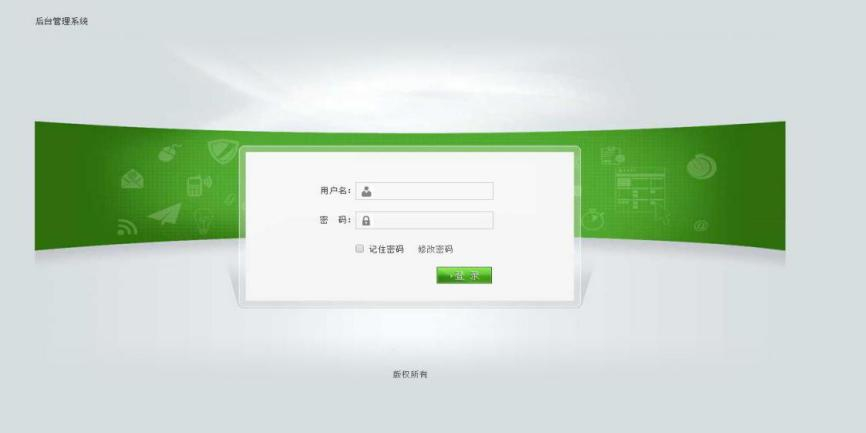 后台管理系统
用户名:
密 码:
记住密码 修改密码
登 录
版权所有